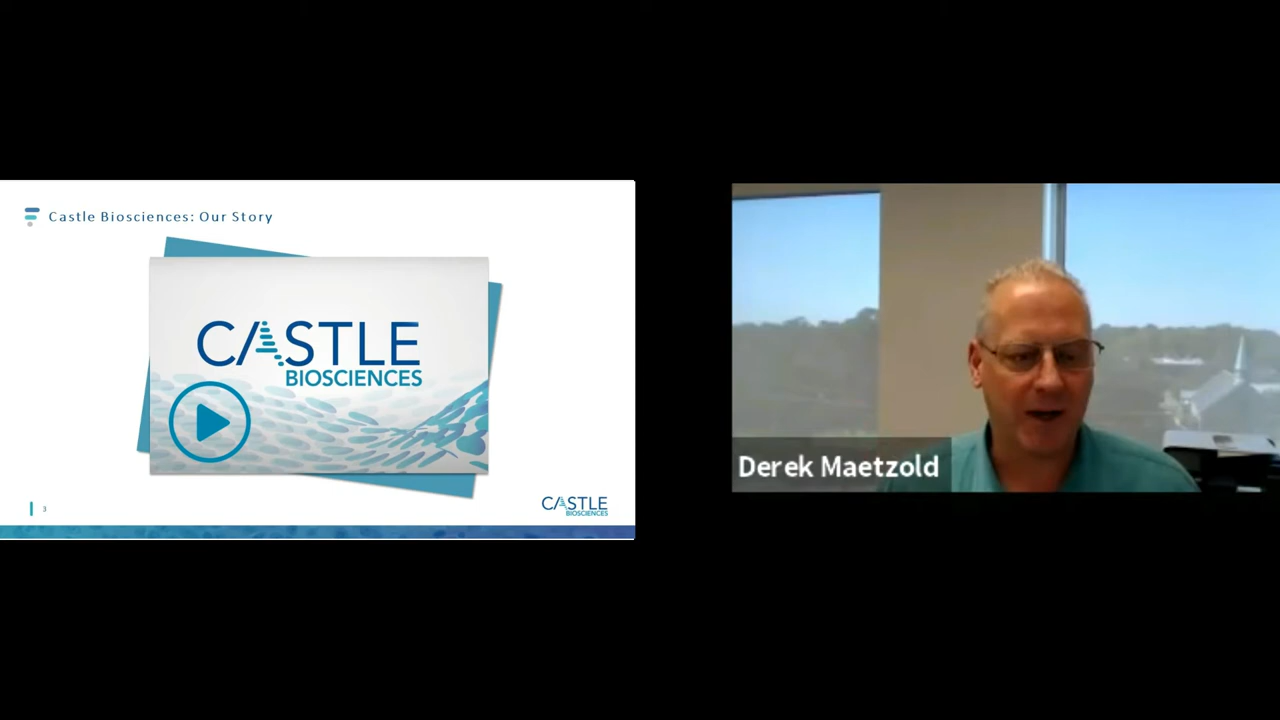 Castle Biosciences: Our Story
CASTLE
BIOSCIENCES
3
CASTLE
BIOSCIENCES
Derek Maetzold